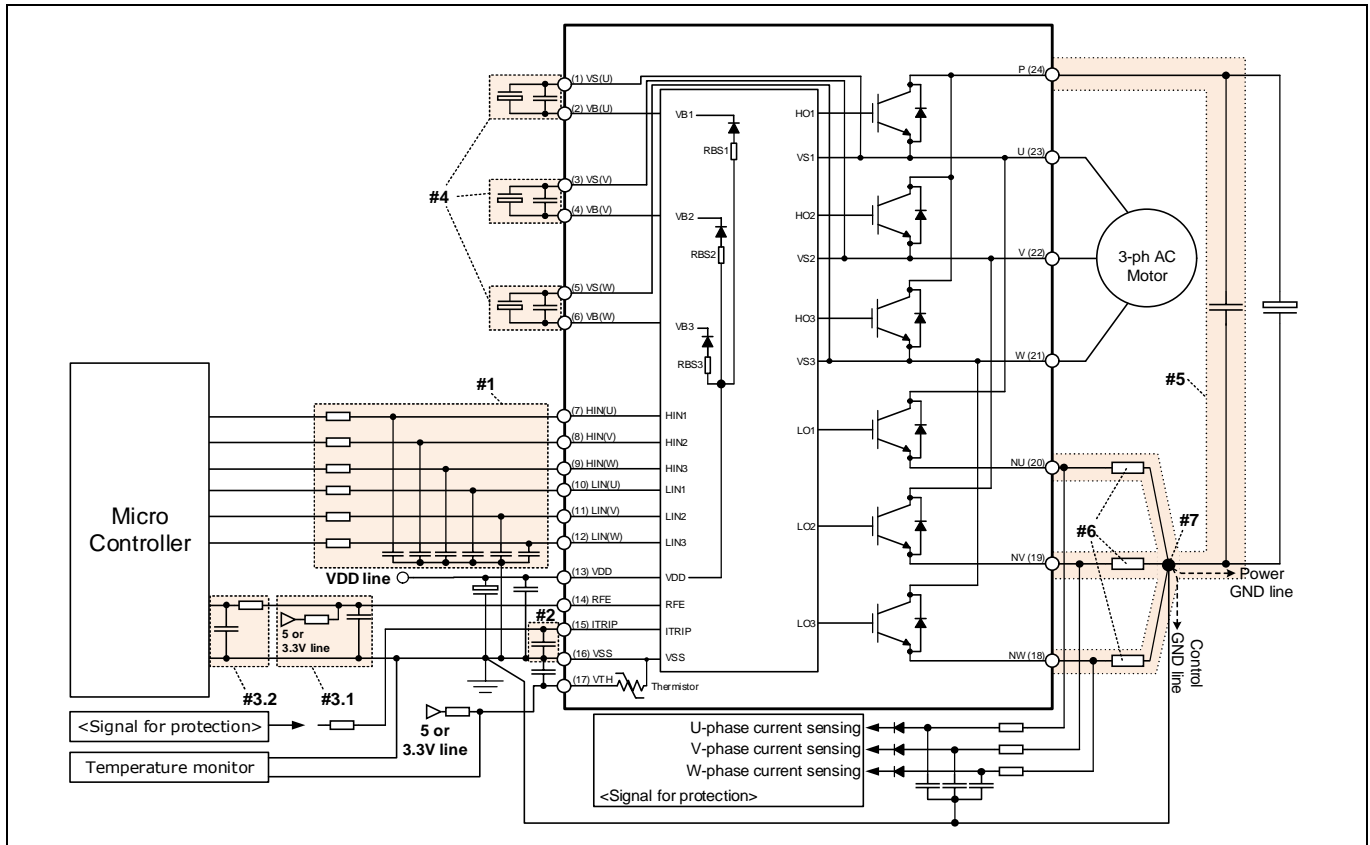 (1) VS(U)
(2) VB(U)
(3) VS(V)
(4) VB(V)
(5) VS(W)
(6) VB(W)
#4
VB1
RBS1
VB2
RBS2
VB3
RBS3
HO1
VS1
HO2
VS2
HO3
VS3
LO1
LO2
LO3
P (24)
U (23)
V (22)
W (21)
NU (20)
NV (19)
NW (18)
3-ph AC
Motor
#5
#6
#7
Power
GND line
Control
GND line
#1
Micro
Controller
(7) HIN(U)
(8) HIN(V)
(9) HIN(W)
(10) LIN(U)
(11) LIN(V)
(12) LIN(W)
(13) VDD
(14) RFE
(15) ITRIP
(16) VSS
(17) VTH
HIN1
HIN2
HIN3
LIN1
LIN2
LIN3
VDD
RFE
ITRIP
VSS
Thermistor
VDD line
#2
5 or
3.3V line
#3.2
#3.1
<Signal for protection>
Temperature monitor
5 or
3.3V line
U-phase current sensing
V-phase current sensing
W-phase current sensing
<Signal for protection>